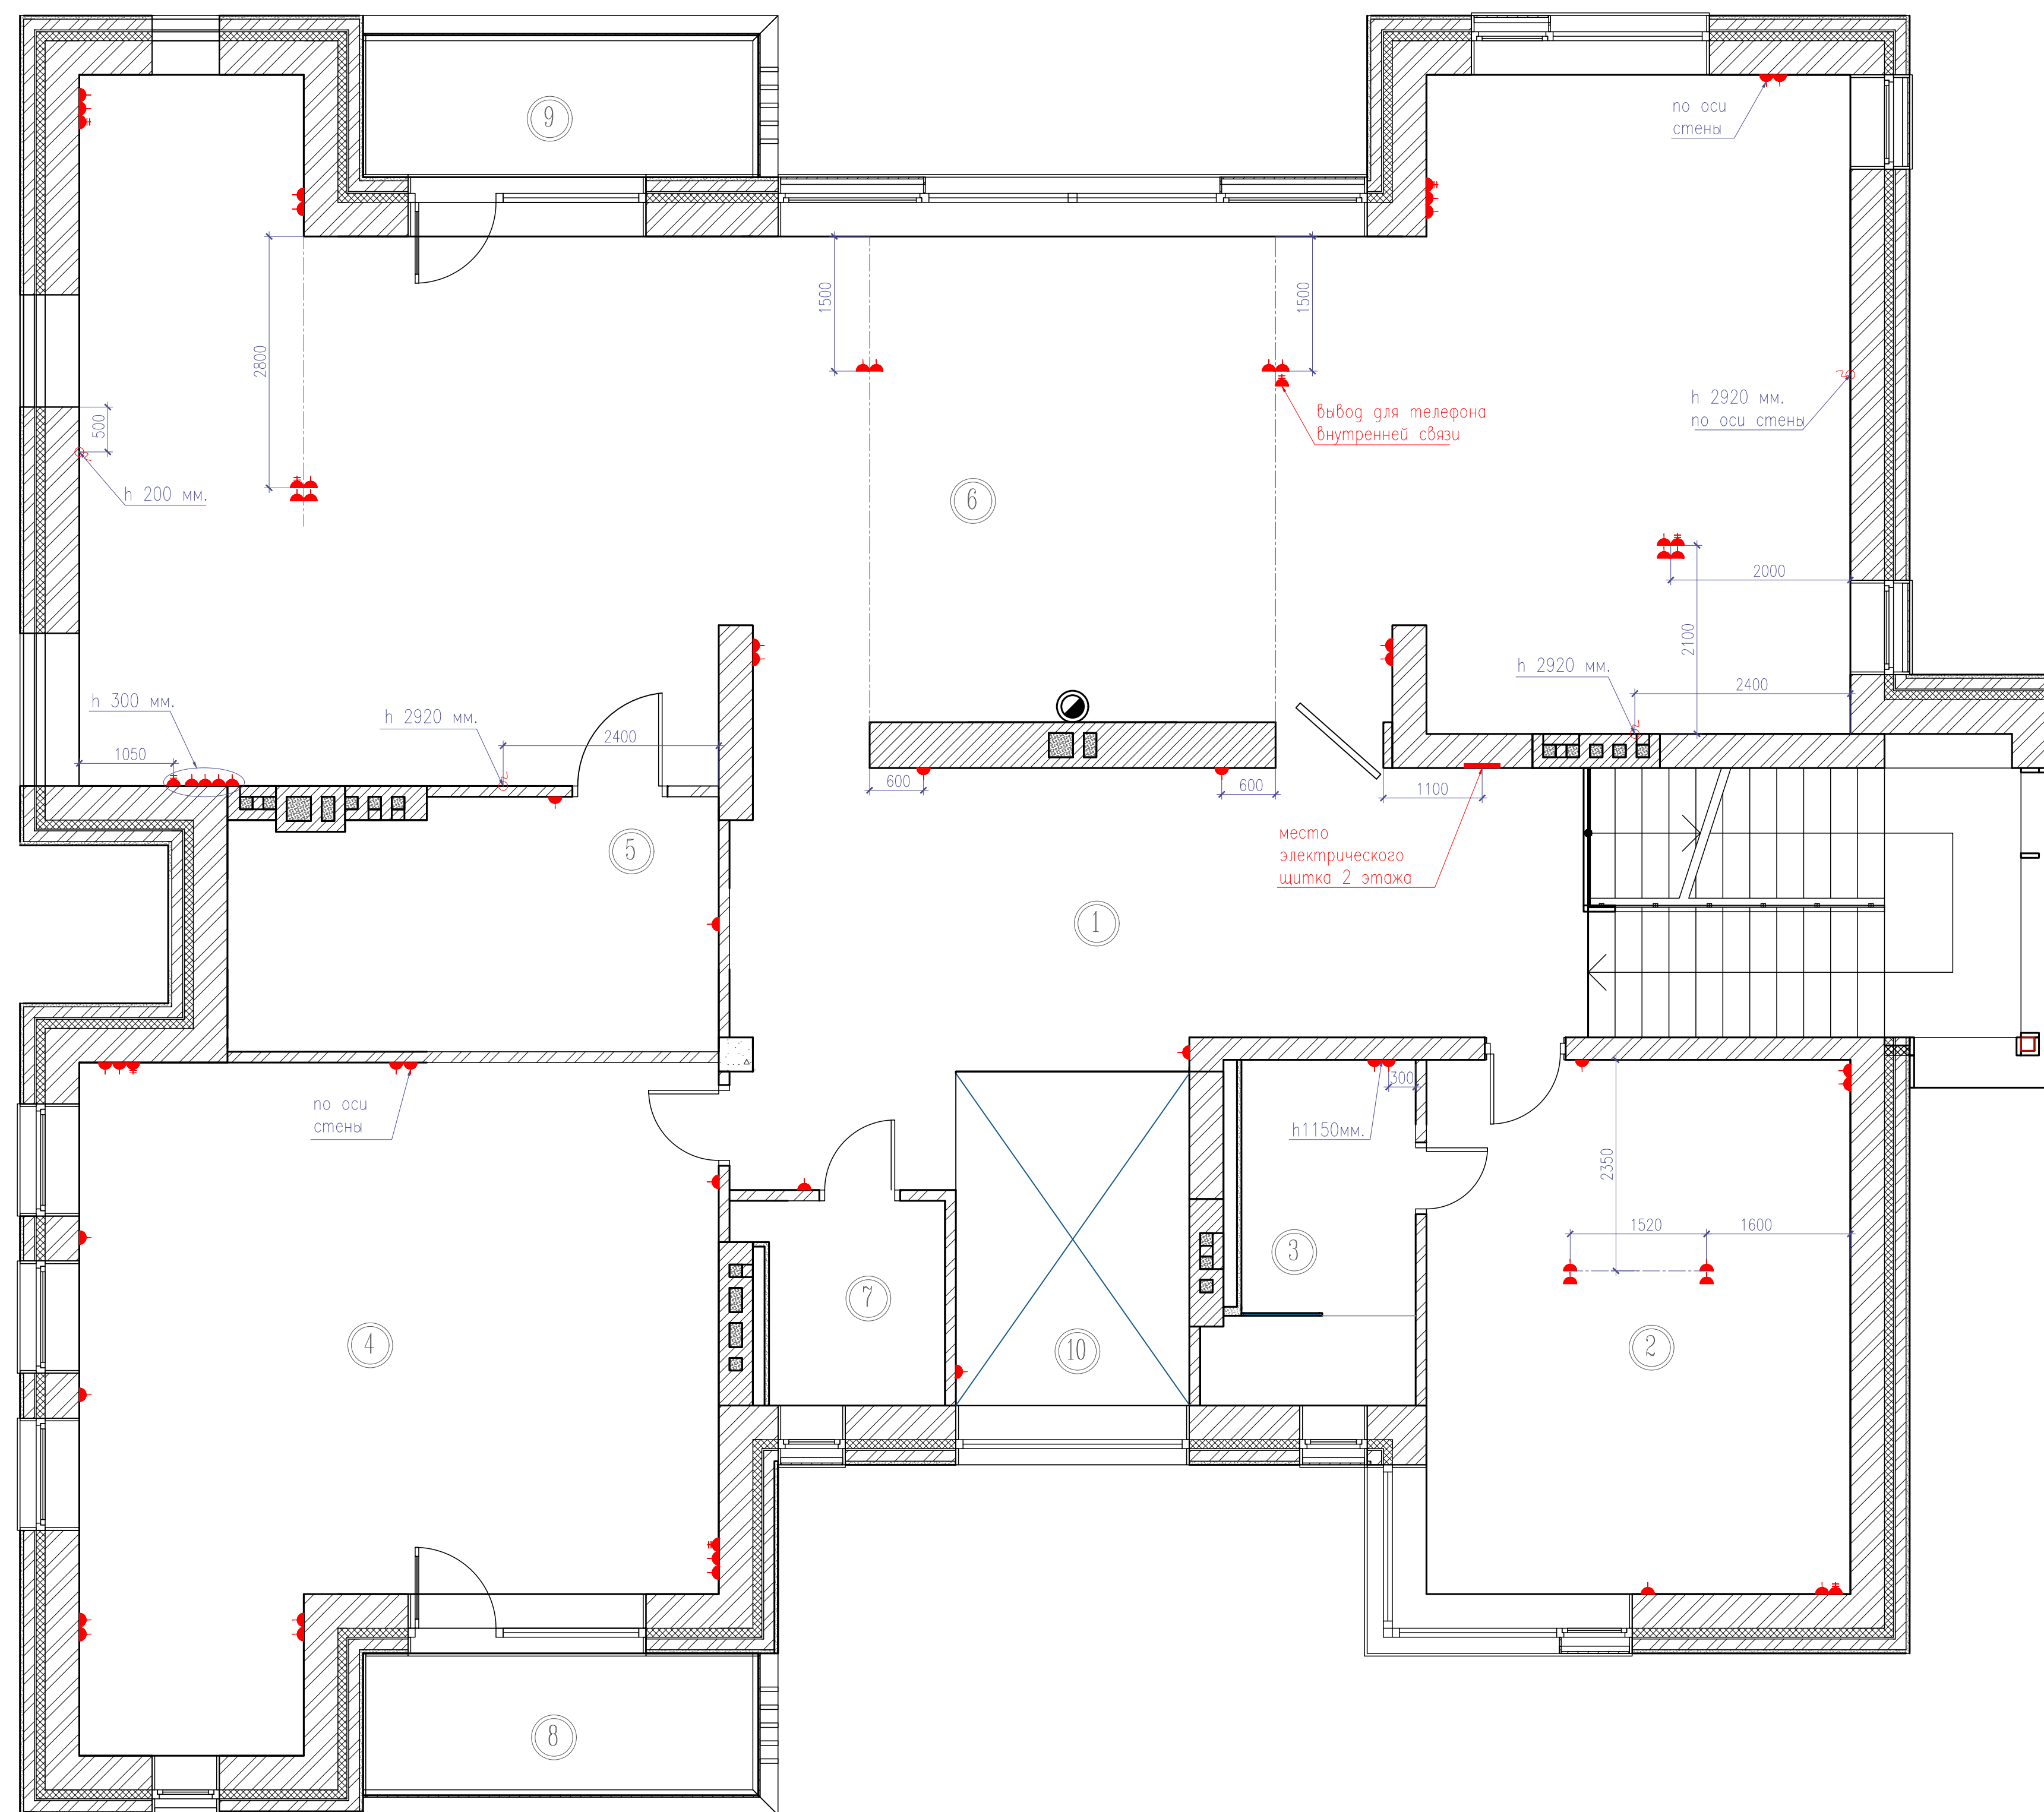 9
по оси
стены
1500
1500
2800
вывод для телефона
внутренней связи
h 2920 мм.
по оси стены
500
h 200 мм.
6
2000
2100
h 2920 мм.
2400
h 300 мм.
h 2920 мм.
2400
1050
600
600
1100
место
электрического
щитка 2 этажа
5
1
300
по оси
стены
h1150мм.
2350
1520
1600
3
7
4
10
2
8